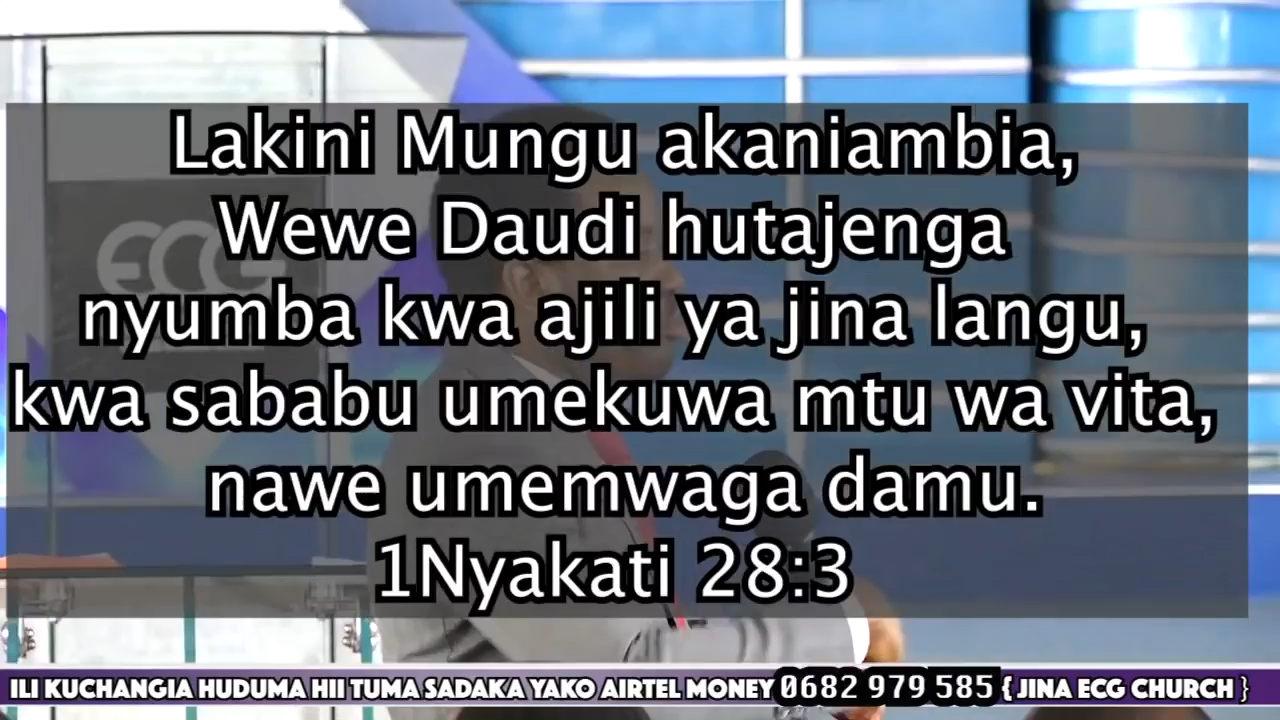 ECG
Lakini Mungu akaniambia,
Wewe Daudi hutajenga
nyumba kwa ajili ya jina langu,
kwa sababu umekuwa mtu wa vita,
nawe umemwaga damu.
1Nyakati 28:3
ILI KUCHANGIA HUDUMA HII TUMA SADAKA YAKO AIRTEL MONEY 0682 979 585 { JINA ECG CHURCH }